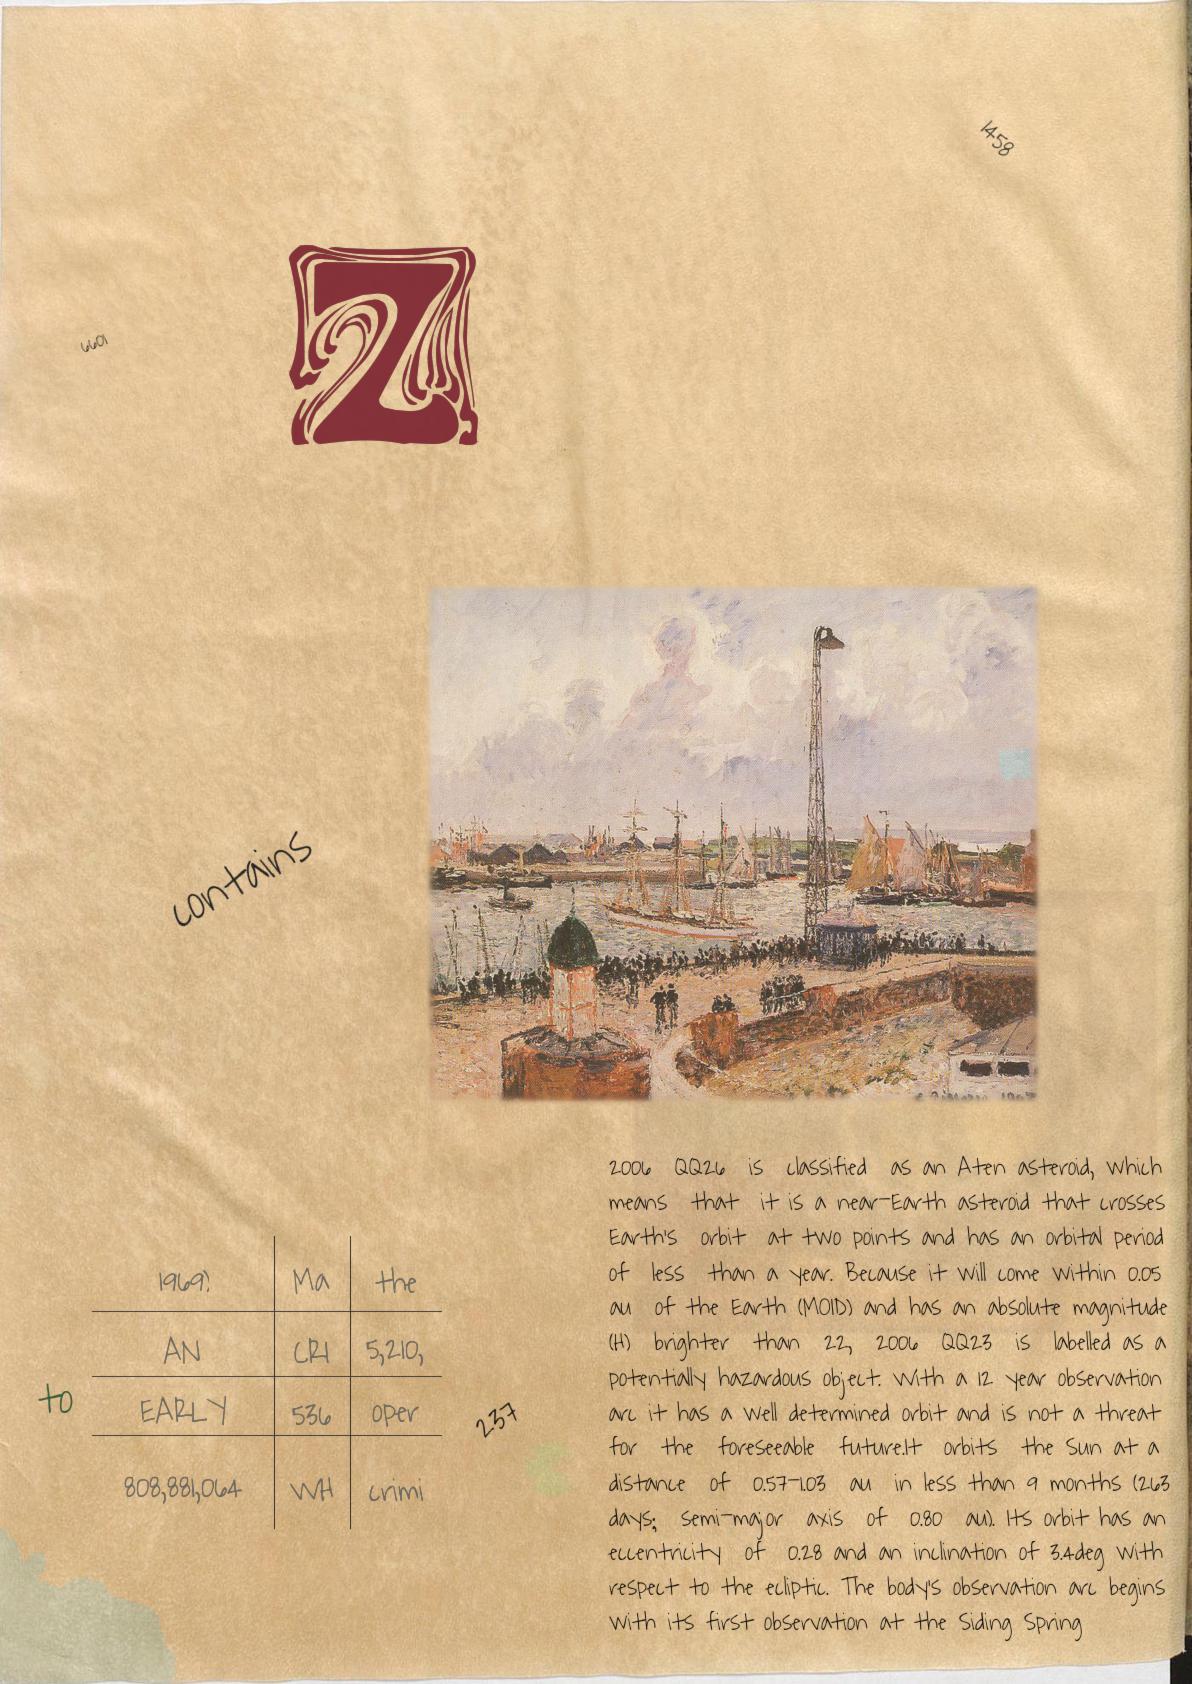 1458
Z
6601
contains
2006 QQ26 is classified as an Aten asteroid, which
means that it is a near-Earth asteroid that crosses
Earth's orbit at two points and has an orbital period
of less than a year. Because it will come within 0.05
au of the Earth (MOID) and has an absolute magnitude
(H) brighter than 22, 2006 QQ23 is labelled as a
potentially hazardous object. With a 12 year observation
arc it has a well determined orbit and is not a threat
for the foreseeable future.It orbits the Sun at a
distance of 0.57-1.03 au in less than 9 months (263
days; semi-major axis of 0.80 au). Its orbit has an
eccentricity of 0.28 and an inclination of 3.4deg with
respect to the ecliptic. The body's observation arc begins
with its first observation at the Siding Spring
1969? Ma the
AN CRI 5,210,
EARLY 536 oper
808,881,064 WH crimi
to
237